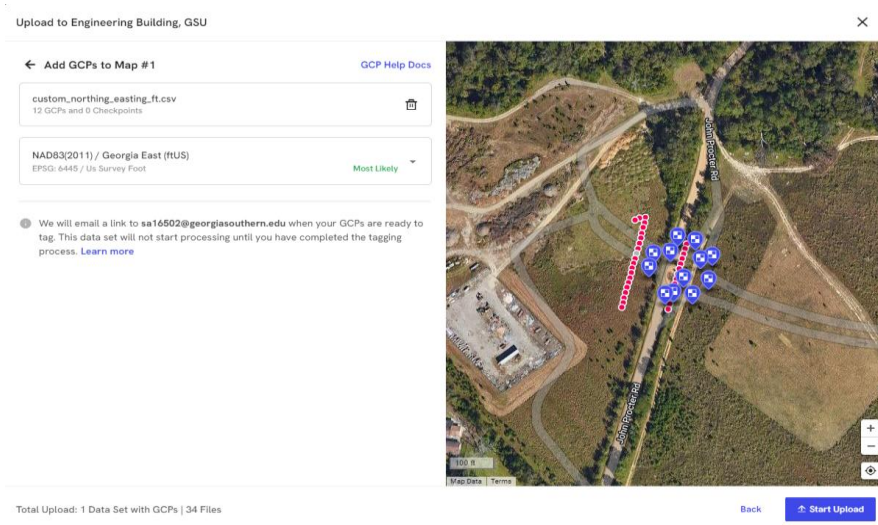 Upload to Engineering Building, GSU
Add GCPs to Map #1
GCP Help Docs
custom_northing_easting_ft.csv
12 GCPs and 0 Checkpoints
NAD83(2011) / Georgia East (ftUS)
EPSG: 6445 / Us Survey Foot
Most Likely
We will email a link to sa16502@georgiasouthern.edu when your GCPs are ready to
tag. This data set will not start processing until you have completed the tagging
process. Learn more
John Procter Rd
John Procter Rd
100 ft
Map Data
Terms
Total Upload: 1 Data Set with GCPs | 34 Files
Back
Start Upload